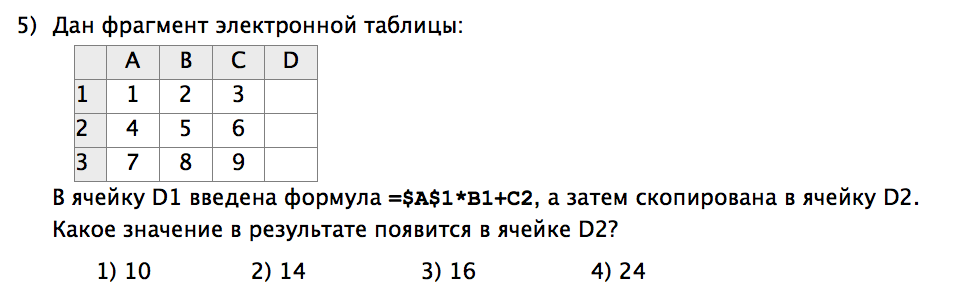 5) Дан фрагмент электронной таблицы:
A B C D
1 1 2 3
2 4 5 6
3 7 8 9
В ячейку D1 введена формула =$A$1*B1+C2, а затем скопирована в ячейку D2.
Какое значение в результате появится в ячейке D2?
1) 10 2) 14 3) 16 4) 24